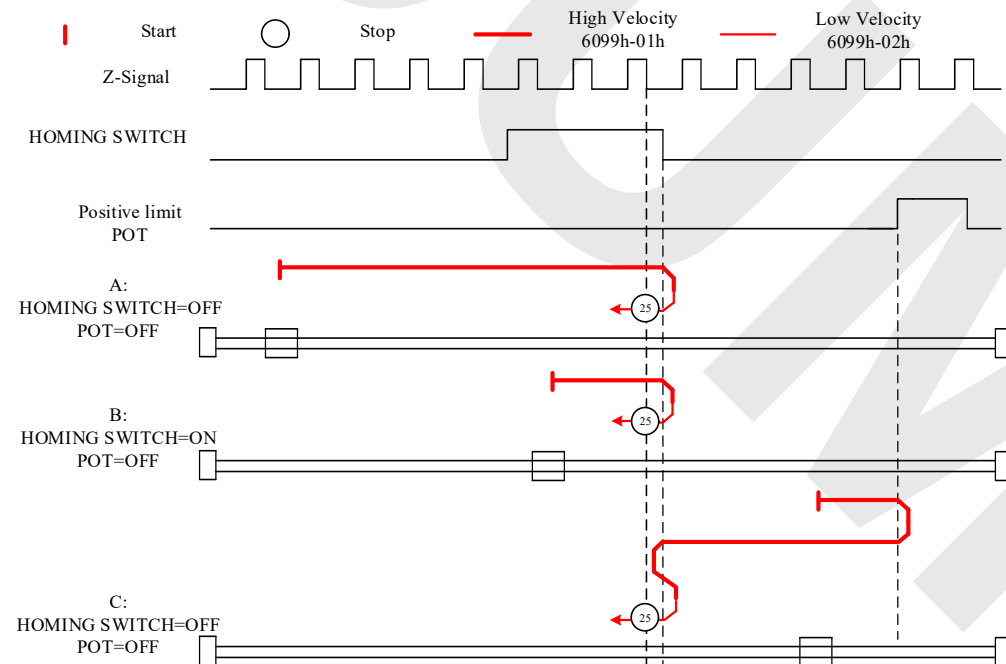 Start
Stop
High Velocity
6099h-01h
Low Velocity
6099h-02h
Z-Signal
HOMING SWITCH
Positive limit
POT
A:
HOMING SWITCH=OFF
POT=OFF
25
B:
HOMING SWITCH=ON
POT=OFF
25
C:
HOMING SWITCH=OFF
POT=OFF
25